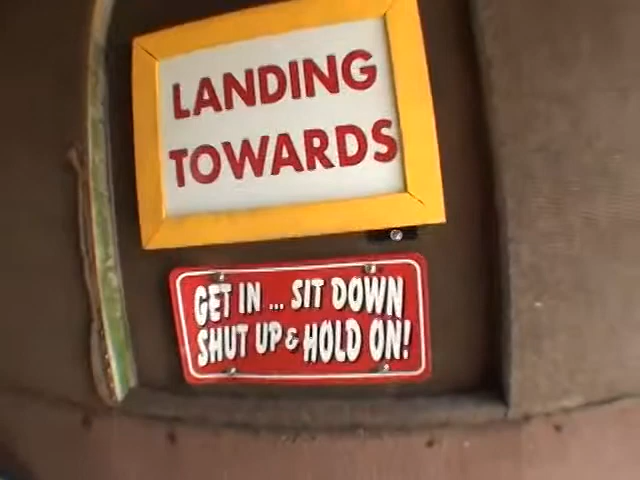 LANDING
TOWARDS
GET IN ... SIT DOWN
SHUT UP & HOLD ON!